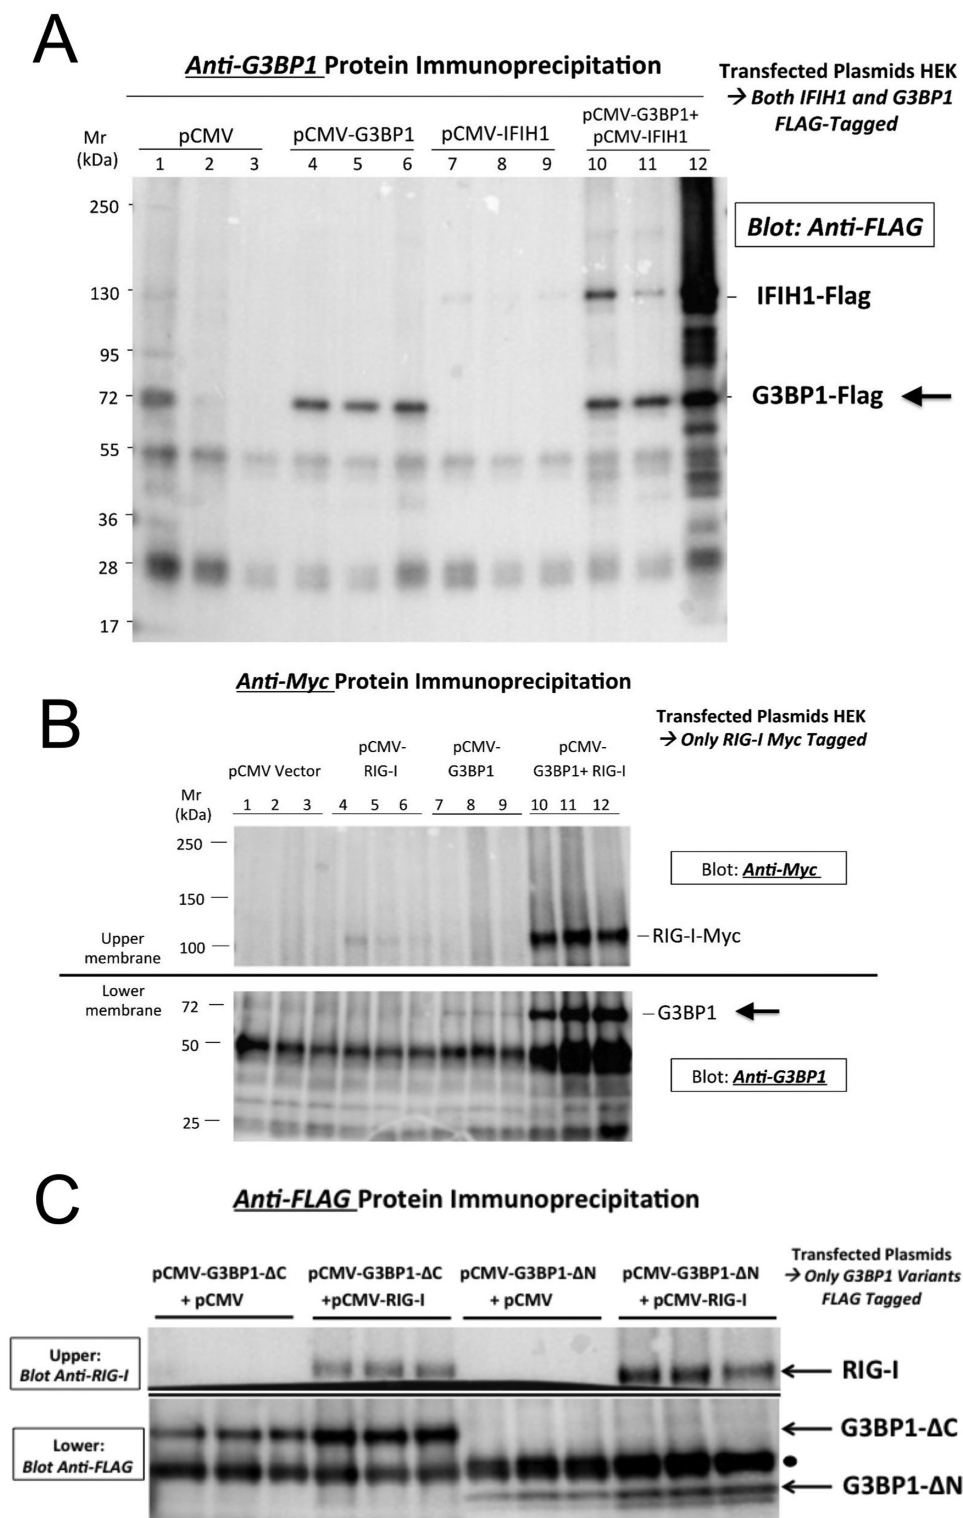 A
Anti-G3BP1 Protein Immunoprecipitation
Transfected Plasmids HEK
→ Both IFIH1 and G3BP1
FLAG-Tagged
Mr
(kDa)
pCMV
pCMV-G3BP1
pCMV-IFIH1
pCMV-G3BP1+
pCMV-IFIH1
1 2 3 4 5 6 7 8 9 10 11 12
250
Blot: Anti-FLAG
130
IFIH1-Flag
95
72
G3BP1-Flag
55
36
28
17
B
Anti-Myc Protein Immunoprecipitation
Transfected Plasmids HEK
→ Only RIG-I Myc Tagged
pCMV Vector
pCMV-
RIG-I
pCMV-
G3BP1
pCMV-
G3BP1+ RIG-I
Mr
(kDa)
1 2 3 4 5 6 7 8 9 10 11 12
250
Blot: Anti-Myc
150
Upper
membrane
100
RIG-I-Myc
Lower
membrane
72
G3BP1
50
Blot: Anti-G3BP1
25
C
Anti-FLAG Protein Immunoprecipitation
pCMV-G3BP1-ΔC
+ pCMV
pCMV-G3BP1-ΔC
+pCMV-RIG-I
pCMV-G3BP1-ΔN
+ pCMV
pCMV-G3BP1-ΔN
+ pCMV-RIG-I
Transfected Plasmids
→ Only G3BP1 Variants
FLAG Tagged
Upper:
Blot Anti-RIG-I
RIG-I
Lower:
Blot Anti-FLAG
G3BP1-ΔC
G3BP1-ΔN